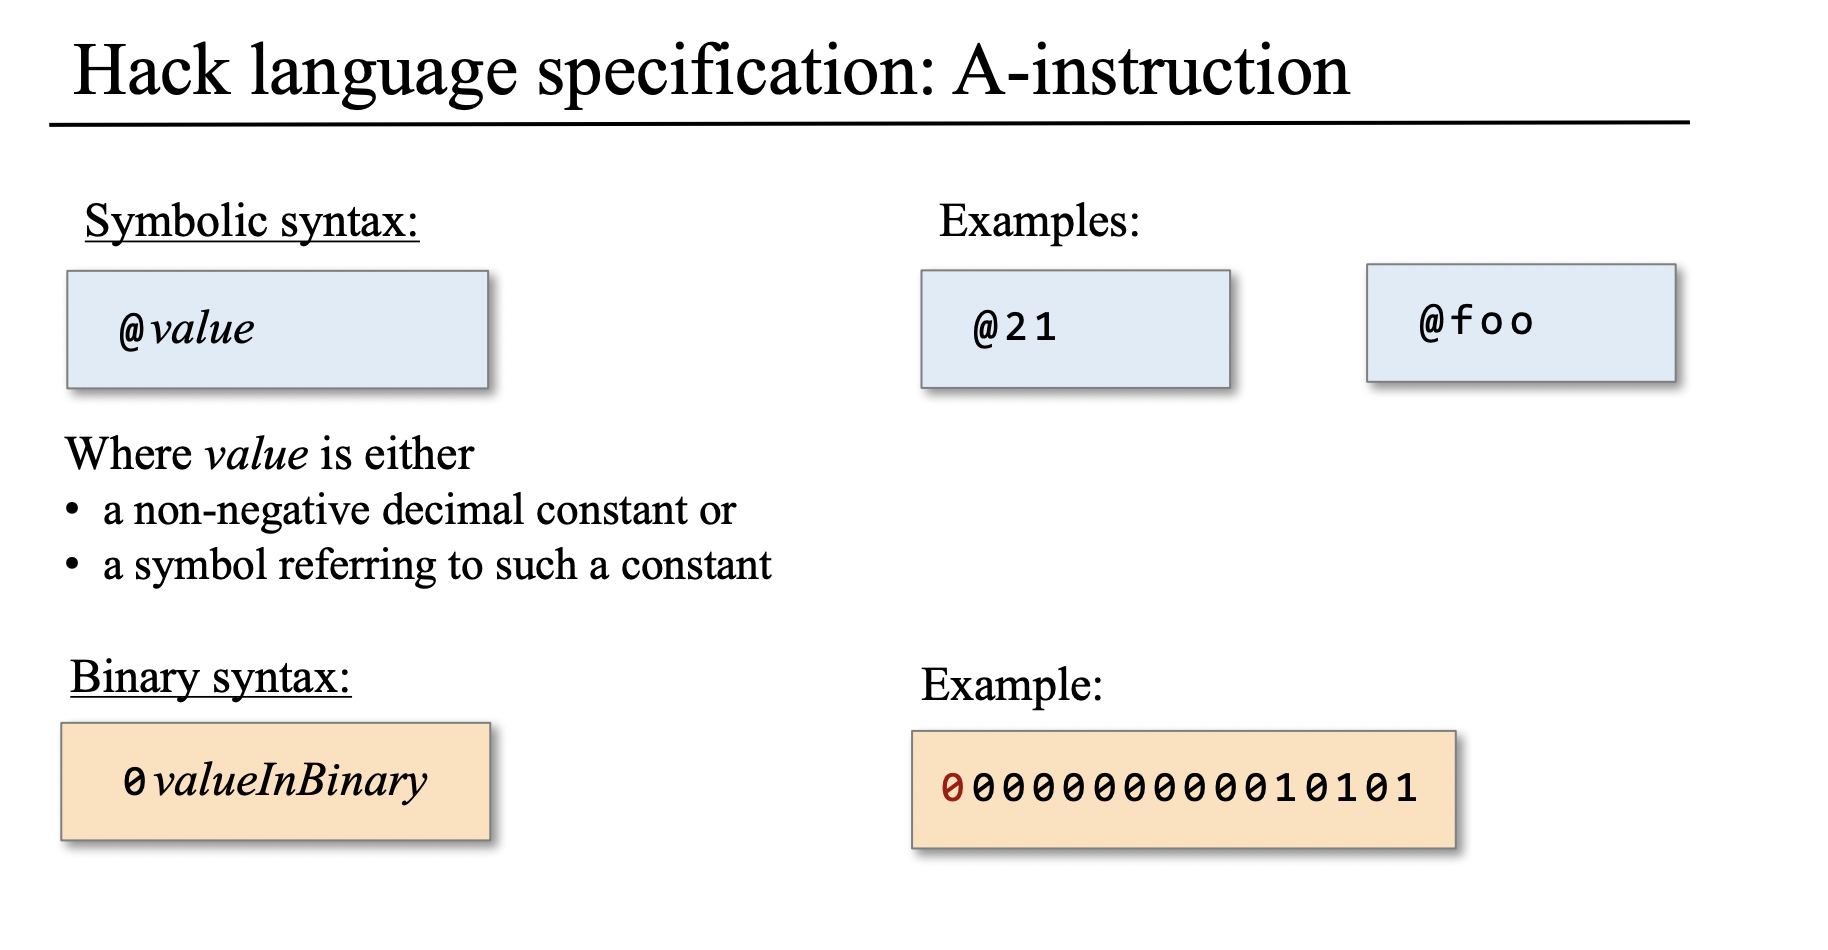 Hack language specification: A-instruction
Symbolic syntax:
@value
Where value is either
• a non-negative decimal constant or
• a symbol referring to such a constant
Examples:
@21
@foo
Binary syntax:
0valueInBinary
Example:
0000000000010101